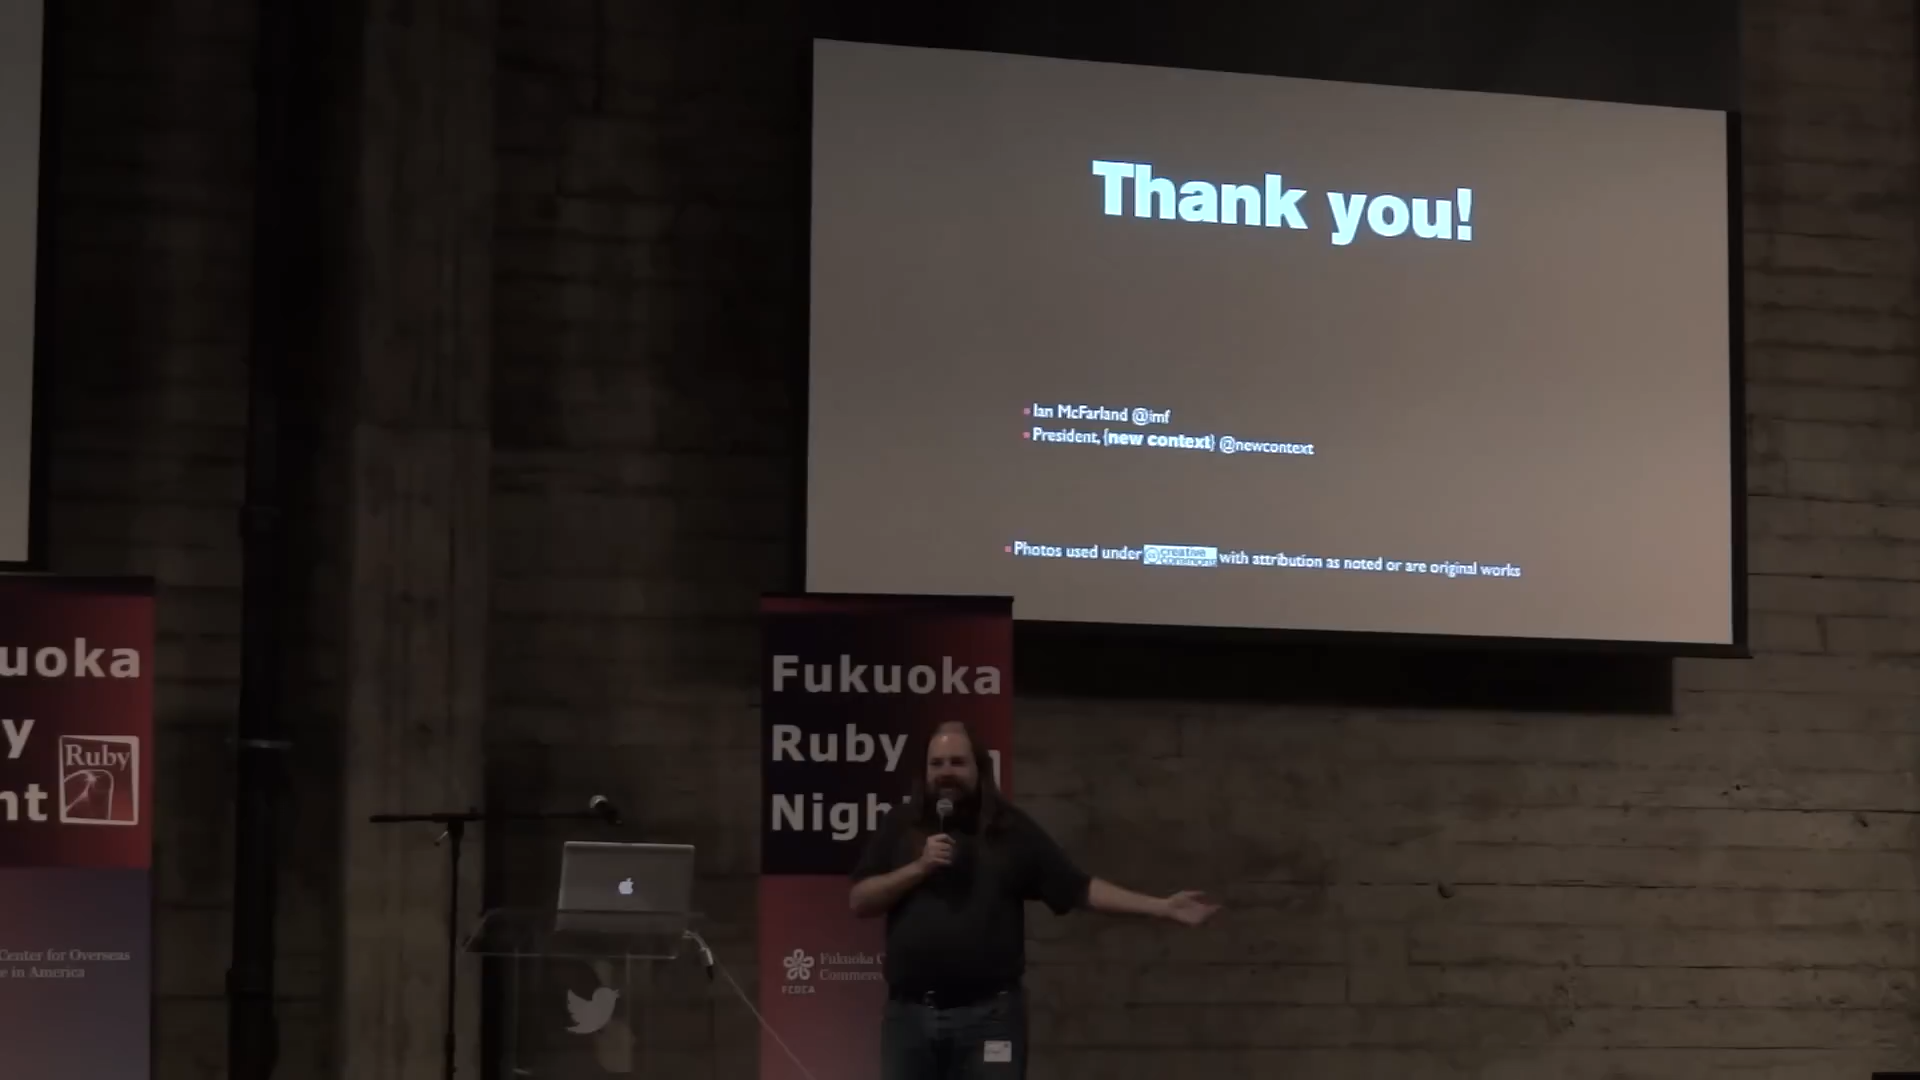 Thank you!
Ian McFarland @imf
President, {new context} @newcontext
Photos used under creative commons with attribution as noted or are original works
uoka
y
nt
Ruby
Center for Overseas
e in America
Fukuoka
Ruby
Nigh
Fukuoka C
Commerc
FCOCA